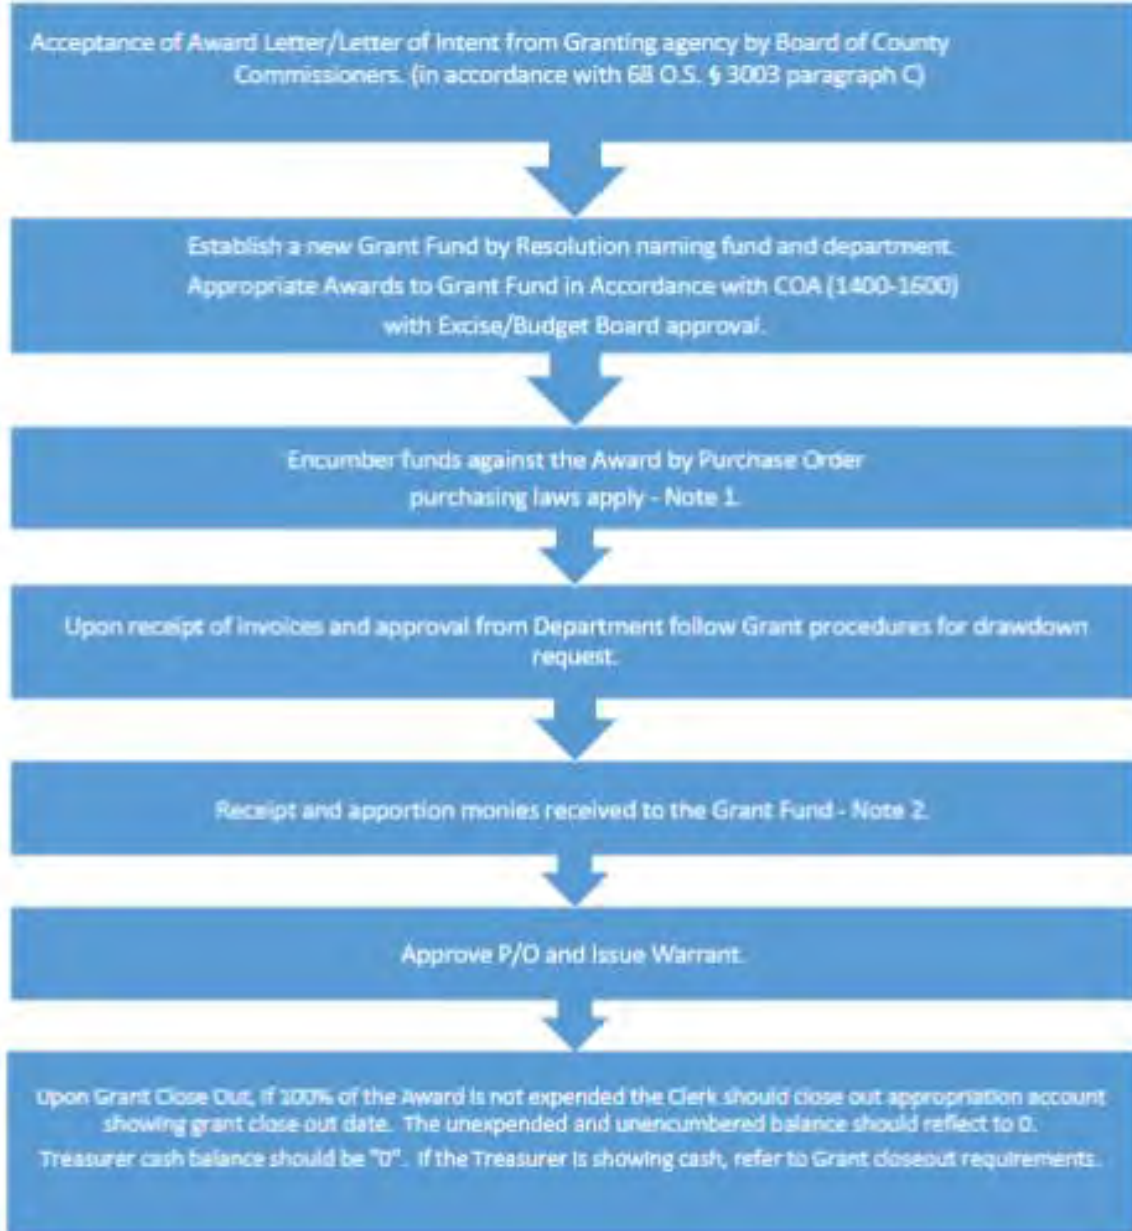 Acceptance of Award Letter/Letter of Intent from Granting agency by Board of County
Commissioners. (in accordance with 68 O.S. § 3003 paragraph C)
Establish a new Grant Fund by Resolution naming fund and department.
Appropriate Awards to Grant Fund in Accordance with COA (1400-1600)
with Excise/Budget Board approval.
Encumber funds against the Award by Purchase Order
purchasing laws apply - Note 1.
Upon receipt of invoices and approval from Department follow Grant procedures for drawdown
request.
Receipt and apportion monies received to the Grant Fund - Note 2.
Approve P/O and Issue Warrant.
Upon Grant Close Out, if 100% of the Award is not expended the Clerk should close out appropriation account
showing grant close out date.  The unexpended and unencumbered balance should reflect to 0.
Treasurer cash balance should be "0".  If the Treasurer is showing cash, refer to Grant closeout requirements.